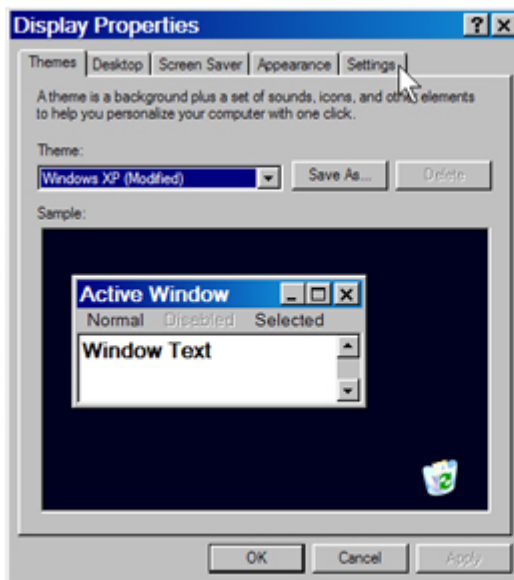 Display Properties
Themes Desktop Screen Saver Appearance Settings
A theme is a background plus a set of sounds, icons, and other elements
to help you personalize your computer with one click.
Theme:
Windows XP (Modified) Save As... Delete
Sample:
Active Window
Normal Disabled Selected
Window Text
OK Cancel Apply